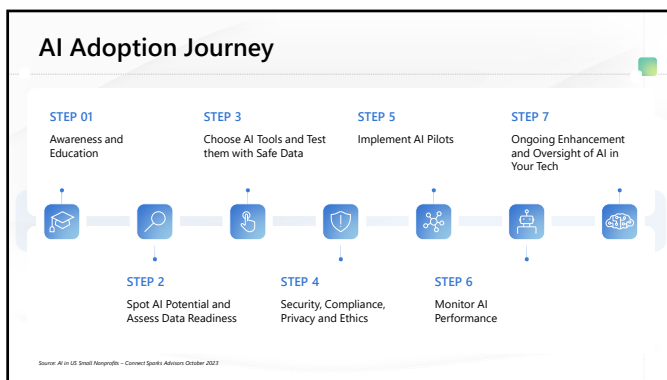 AI Adoption Journey
STEP 01
Awareness and
Education
STEP 2
Spot AI Potential and
Assess Data Readiness
STEP 3
Choose AI Tools and Test
them with Safe Data
STEP 4
Security, Compliance,
Privacy and Ethics
STEP 5
Implement AI Pilots
STEP 6
Monitor AI
Performance
STEP 7
Ongoing Enhancement
and Oversight of AI in
Your Tech
Source: AI in US Small Nonprofits – Connect Sparks Advisors October 2023